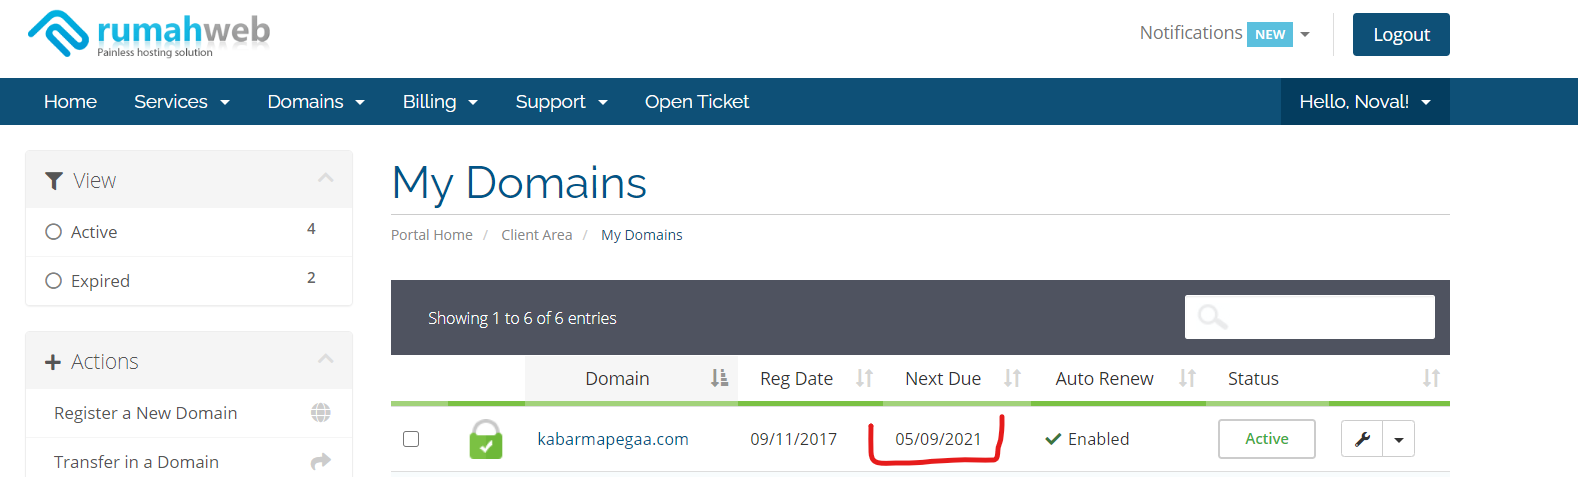 rumahweb
Painless hosting solution
Notifications NEW
Logout
Home Services Domains Billing Support Open Ticket Hello, Noval!
View
Active 4
Expired 2
Actions
Register a New Domain
Transfer in a Domain
My Domains
Portal Home / Client Area / My Domains
Showing 1 to 6 of 6 entries
Domain Reg Date Next Due Auto Renew Status
kabarmapegaa.com 09/11/2017 05/09/2021 Enabled Active